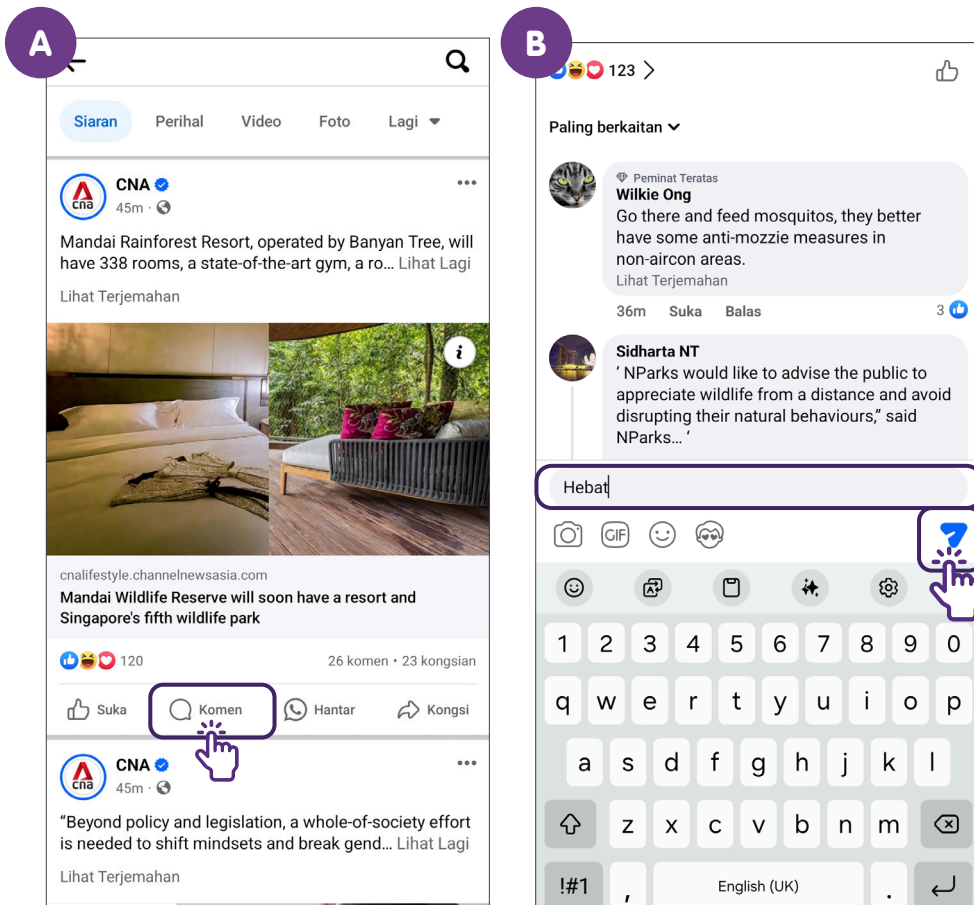 A
Siaran Perihal Video Foto Lagi
CNA
45m
Mandai Rainforest Resort, operated by Banyan Tree, will
have 338 rooms, a state-of-the-art gym, a ro... Lihat Lagi
Lihat Terjemahan
cna
i
cnalifestyle.channelnewsasia.com
Mandai Wildlife Reserve will soon have a resort and
Singapore's fifth wildlife park
120 26 komen • 23 kongsian
Suka Komen Hantar Kongsi
CNA
45m
cna
"Beyond policy and legislation, a whole-of-society effort
is needed to shift mindsets and break gend... Lihat Lagi
Lihat Terjemahan
B
123
Paling berkaitan
Peminat Teratas
Wilkie Ong
Go there and feed mosquitos, they better
have some anti-mozzie measures in
non-aircon areas.
Lihat Terjemahan
36m Suka Balas 3
Sidharta NT
‘ NParks would like to advise the public to
appreciate wildlife from a distance and avoid
disrupting their natural behaviours,” said
NParks... ‘
Hebat
GIF
1 2 3 4 5 6 7 8 9 0
q w e r t y u i o p
a s d f g h j k l
z x c v b n m
!#1 , English (UK) .